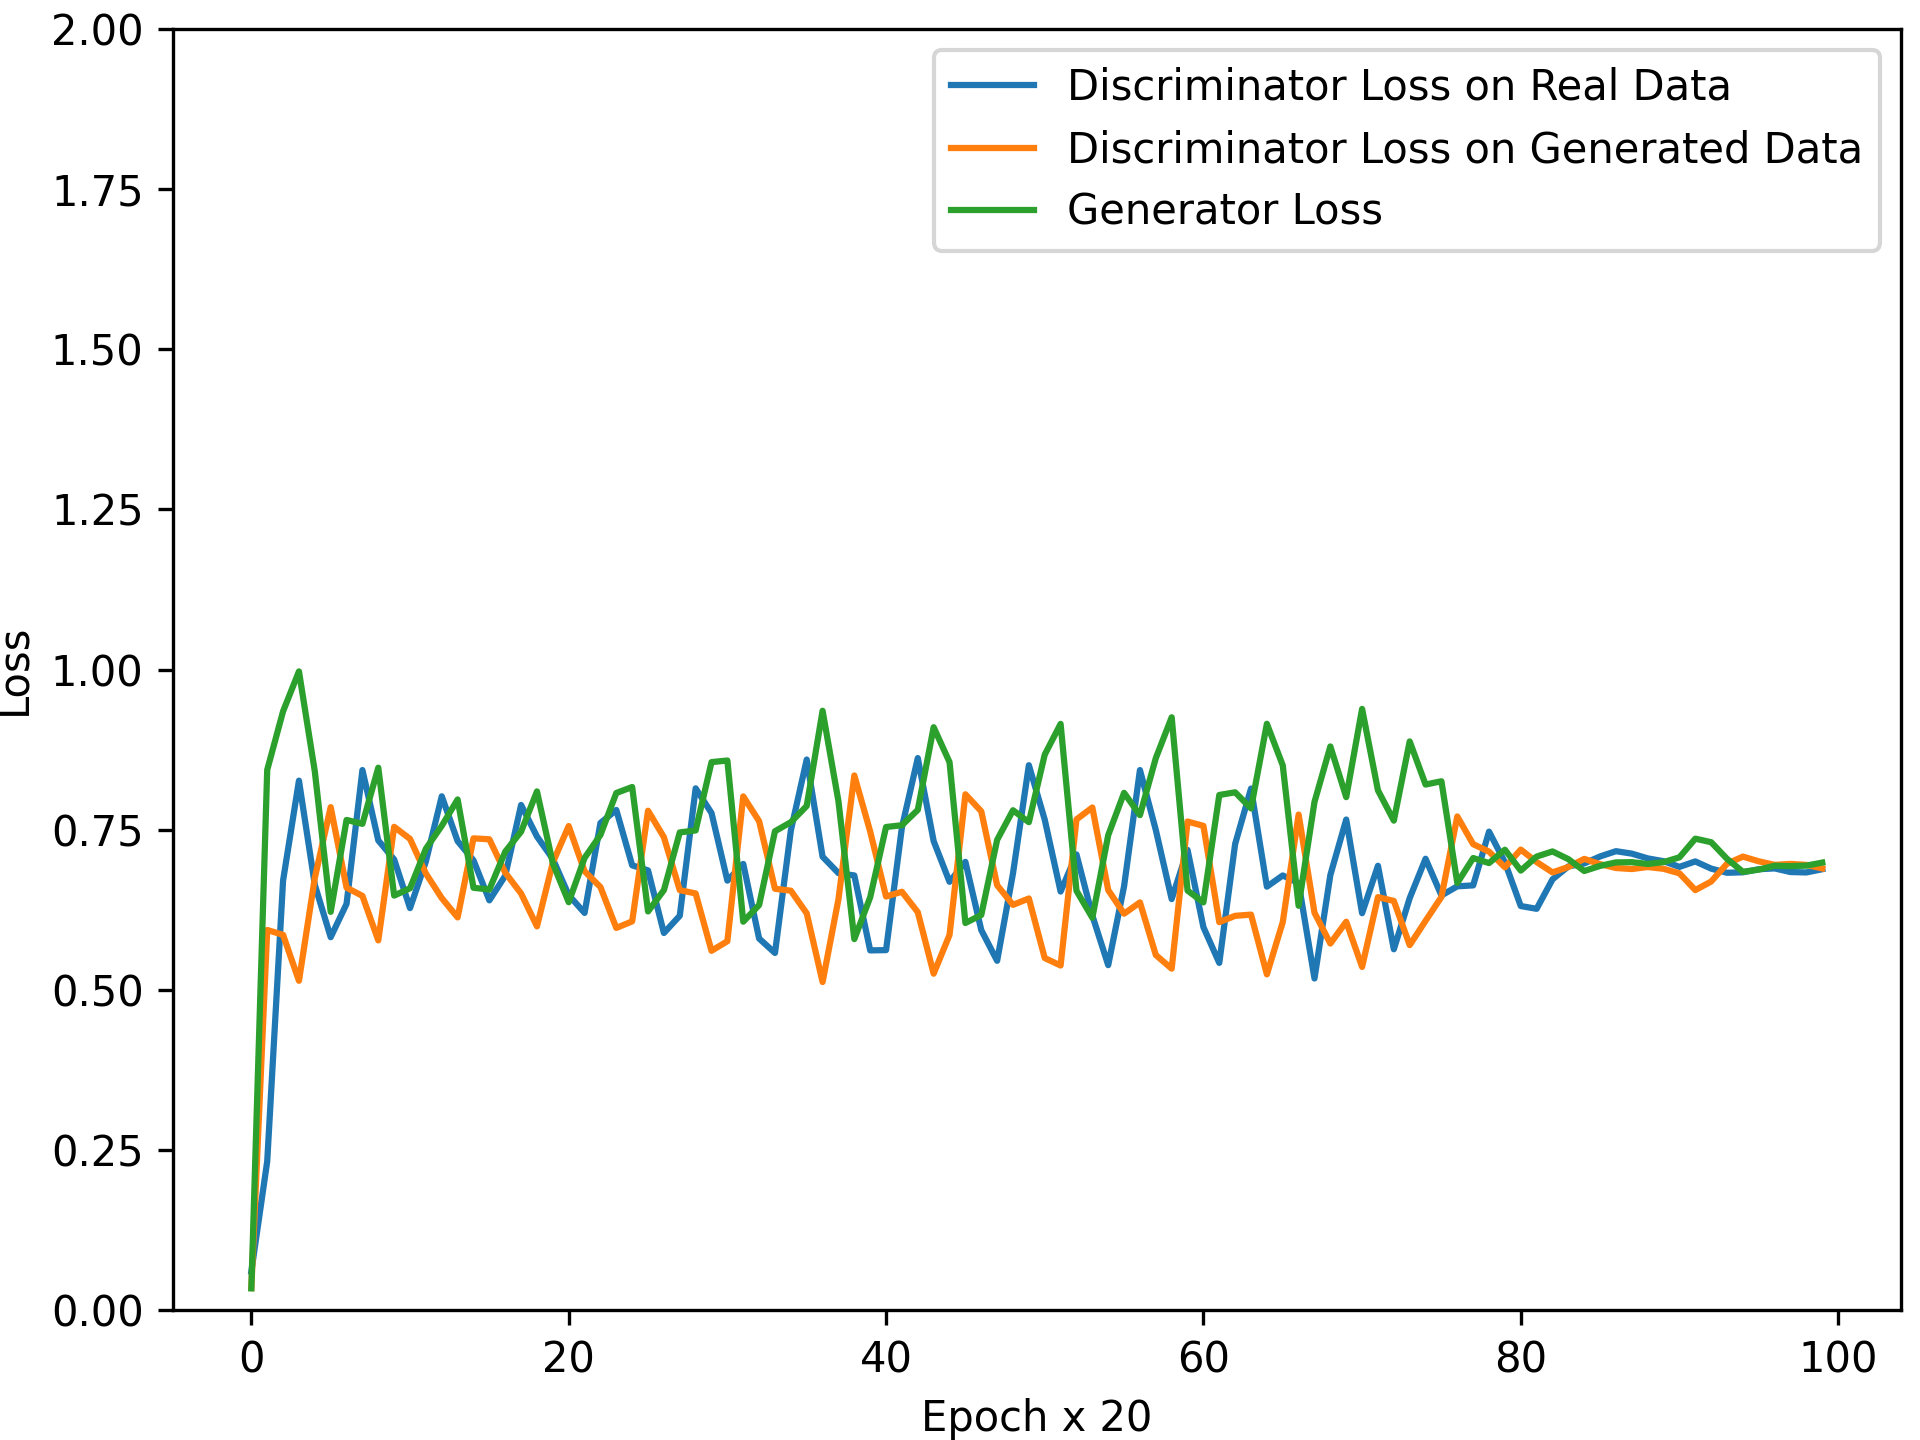 2.00
1.75
1.50
1.25
1.00
0.75
0.50
0.25
0.00
Loss
Discriminator Loss on Real Data
Discriminator Loss on Generated Data
Generator Loss
0 20 40 60 80 100
Epoch x 20